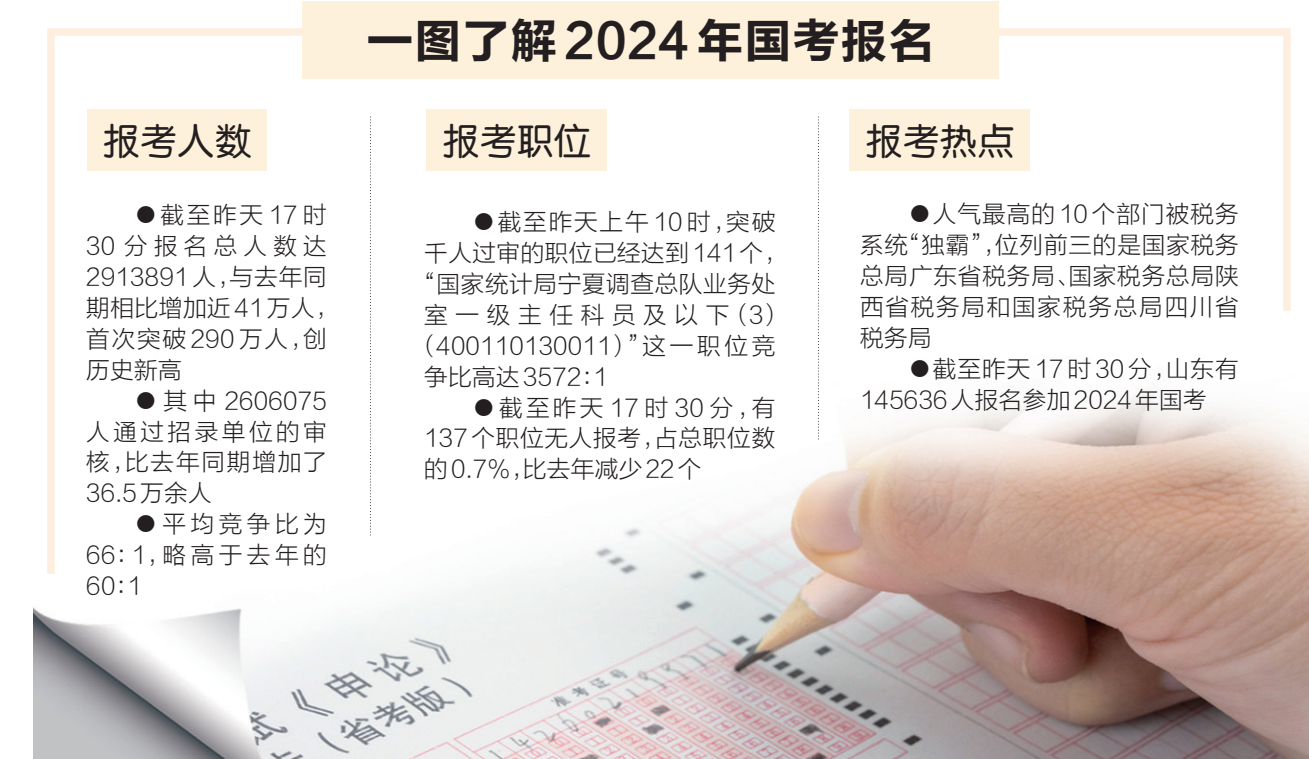 一图了解2024年国考报名
报考人数
●截至昨天17时
30分报名总人数达
2913891人,与去年同
期相比增加近41万人,
首次突破290万人,创
历史新高
●其中2606075
人通过招录单位的审
核,比去年同期增加了
36.5万余人
●平均竞争比为
66:1,略高于去年的
60:1
报考职位
●截至昨天上午10时,突破
千人过审的职位已经达到141个,
“国家统计局宁夏调查总队业务处
室一级主任科员及以下(3)
(400110130011)”这一职位竞
争比高达3572:1
●截至昨天17时30分,有
137个职位无人报考,占总职位数
的0.7%,比去年减少22个
报考热点
●人气最高的10个部门被税务
系统“独霸”,位列前三的是国家税务
总局广东省税务局、国家税务总局陕
西省税务局和国家税务总局四川省
税务局
●截至昨天17时30分,山东有
145636人报名参加2024年国考
试《申论》
(省考版)
准考证号